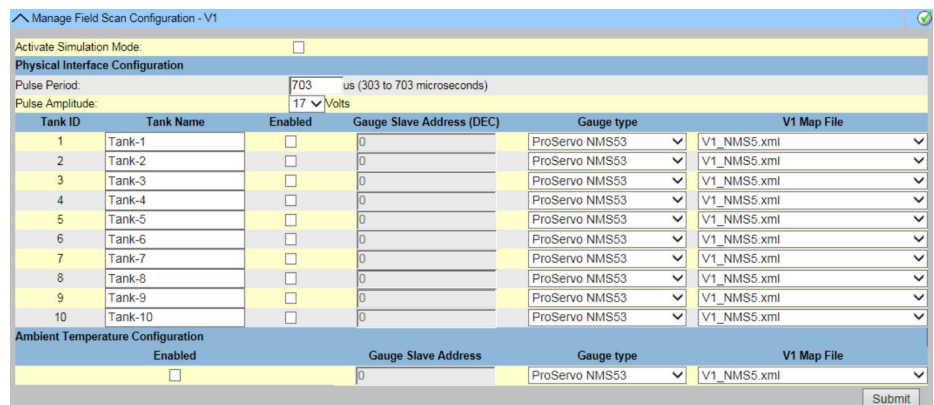 Manage Field Scan Configuration - V1
Activate Simulation Mode:
Physical Interface Configuration
Pulse Period: 703 us (303 to 703 microseconds)
Pulse Amplitude: 17 Volts
Tank ID Tank Name Enabled Gauge Slave Address (DEC) Gauge type V1 Map File
1 Tank-1 0 ProServo NMS53 V1_NMS5.xml
2 Tank-2 0 ProServo NMS53 V1_NMS5.xml
3 Tank-3 0 ProServo NMS53 V1_NMS5.xml
4 Tank-4 0 ProServo NMS53 V1_NMS5.xml
5 Tank-5 0 ProServo NMS53 V1_NMS5.xml
6 Tank-6 0 ProServo NMS53 V1_NMS5.xml
7 Tank-7 0 ProServo NMS53 V1_NMS5.xml
8 Tank-8 0 ProServo NMS53 V1_NMS5.xml
9 Tank-9 0 ProServo NMS53 V1_NMS5.xml
10 Tank-10 0 ProServo NMS53 V1_NMS5.xml
Ambient Temperature Configuration
Enabled Gauge Slave Address Gauge type V1 Map File
0 ProServo NMS53 V1_NMS5.xml
Submit